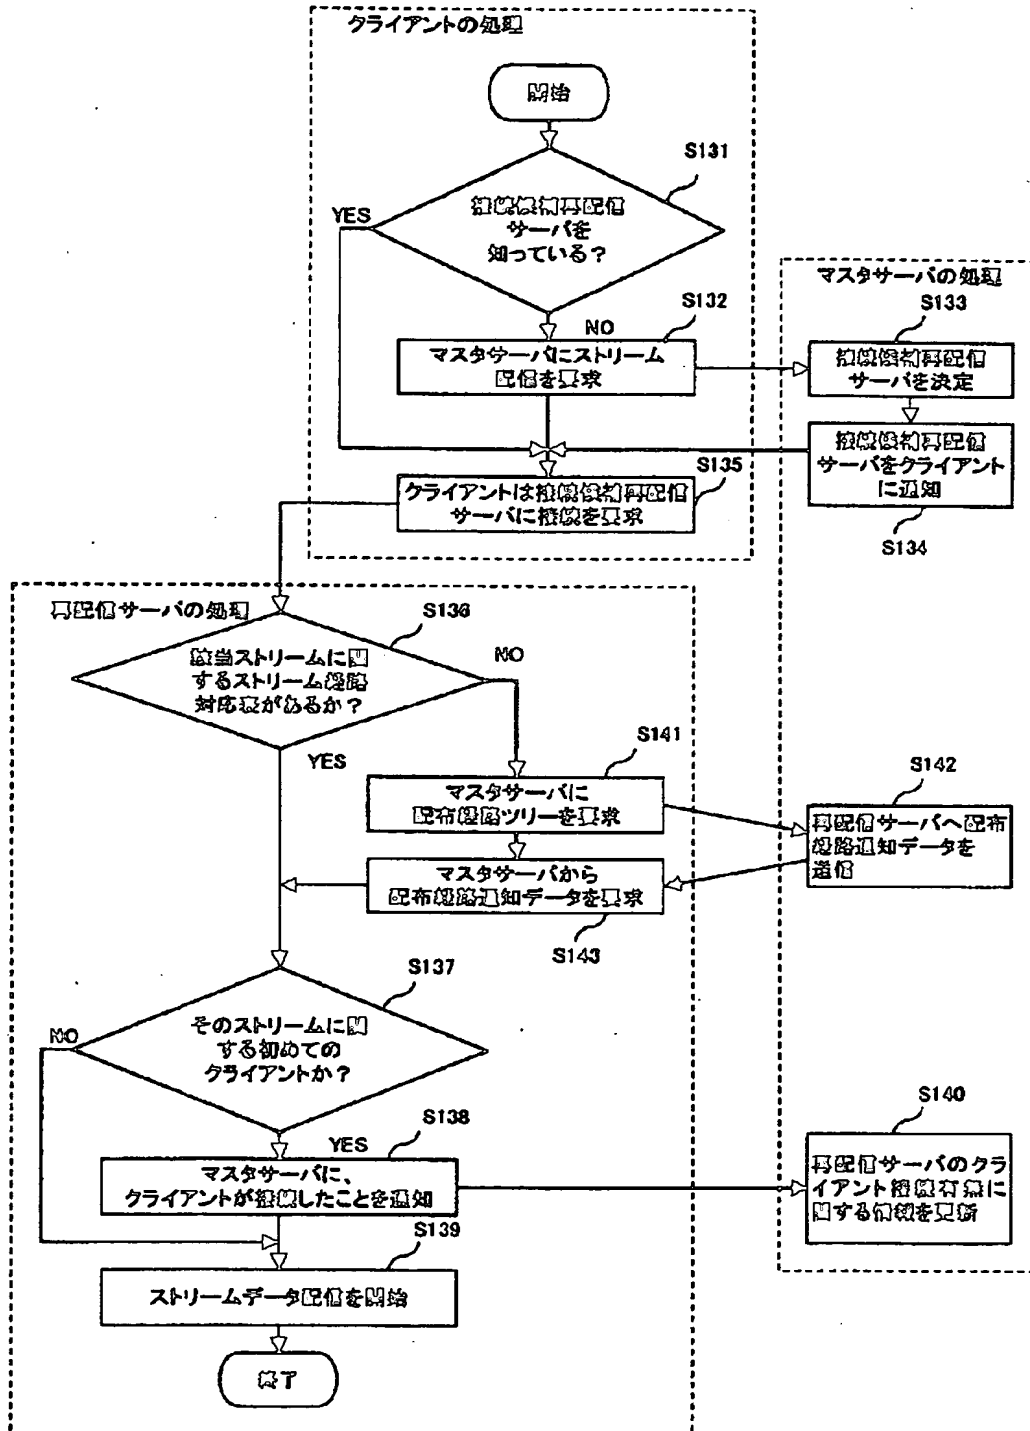 クライアントの処理
開始
S131
接続候補再配信
サーバを
知っている?
YES
NO
S132
マスタサーバにストリーム
配信を要求
マスタサーバの処理
S133
接続候補再配信
サーバを決定
接続候補再配信
サーバをクライアント
に通知
S134
S135
クライアントは接続候補再配信
サーバに接続を要求
再配信サーバの処理
S136
該当ストリームに関
するストリーム経路
対応表があるか?
NO
YES
S141
マスタサーバに
配布経路ツリーを要求
S142
再配信サーバへ配布
経路通知データを
送信
マスタサーバから
配布経路通知データを要求
S143
S137
そのストリームに関
する初めての
クライアントか?
NO
YES
S138
マスタサーバに、
クライアントが接続したことを通知
S140
再配信サーバのクラ
イアント接続有無に
関する情報を更新
S139
ストリームデータ配信を開始
終了